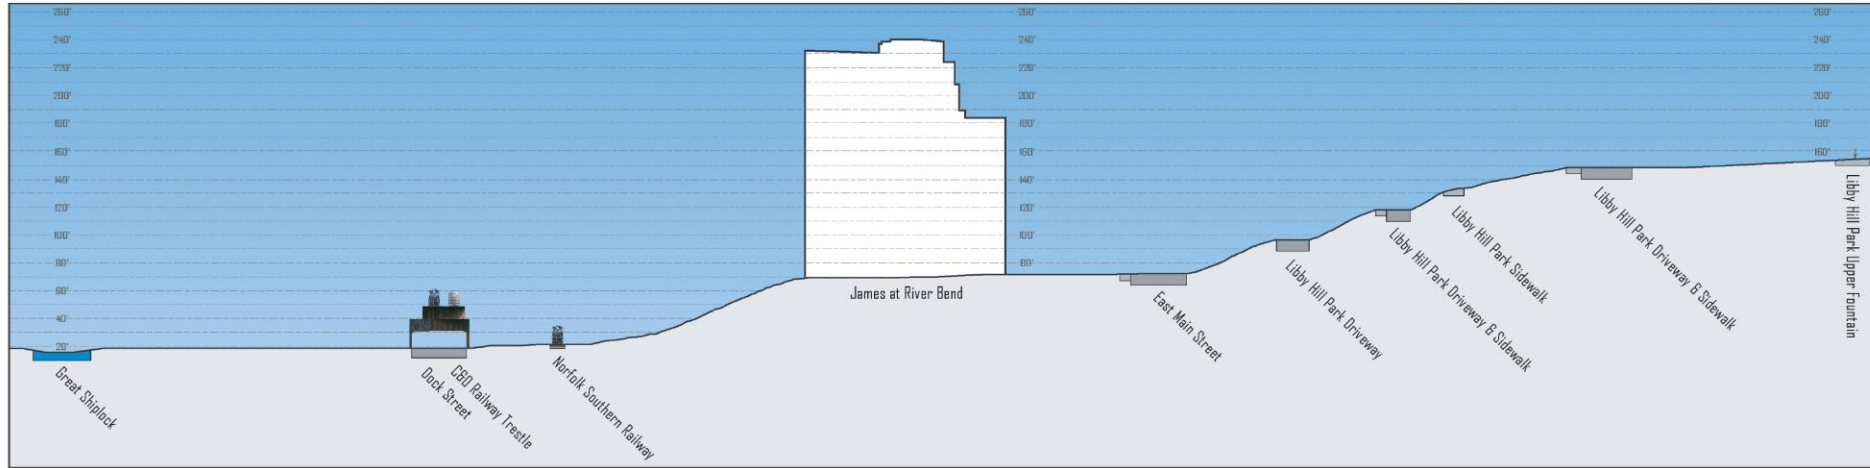 260' 260' 260'
240' 240' 240'
220' 220' 220'
200' 200' 200'
180' 180' 180'
160' 160' 160'
140' 140'
120' 120'
100' 100'
80' 80'
60'
40'
20'
Great Shiplock
Dock Street
C&O Railway Trestle
Norfolk Southern Railway
James at River Bend
East Main Street
Libby Hill Park Driveway
Libby Hill Park Driveway & Sidewalk
Libby Hill Park Sidewalk
Libby Hill Park Driveway & Sidewalk
Libby Hill Park Upper Fountain